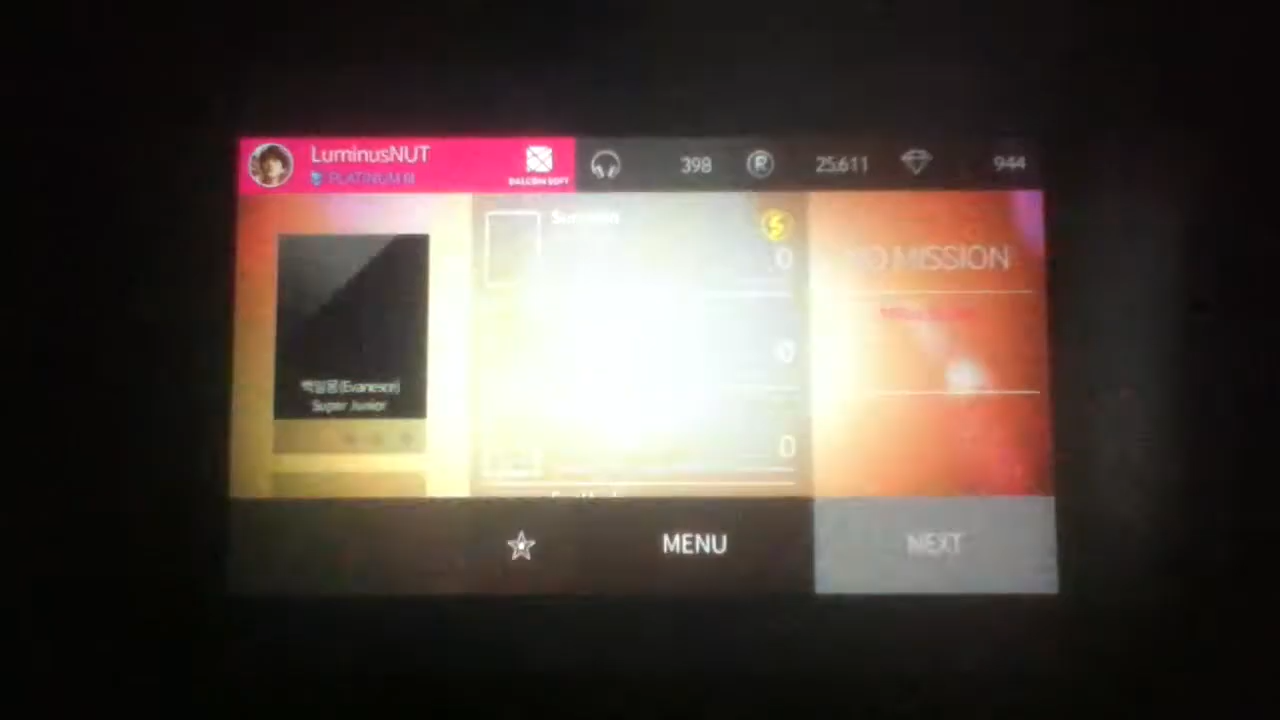 LuminusNUT
PLATINUM III
DALCOM SOFT
398
R
25,611
944
S
0
0
0
NO MISSION
백일몽(Evanesce)
Super Junior
MENU
NEXT